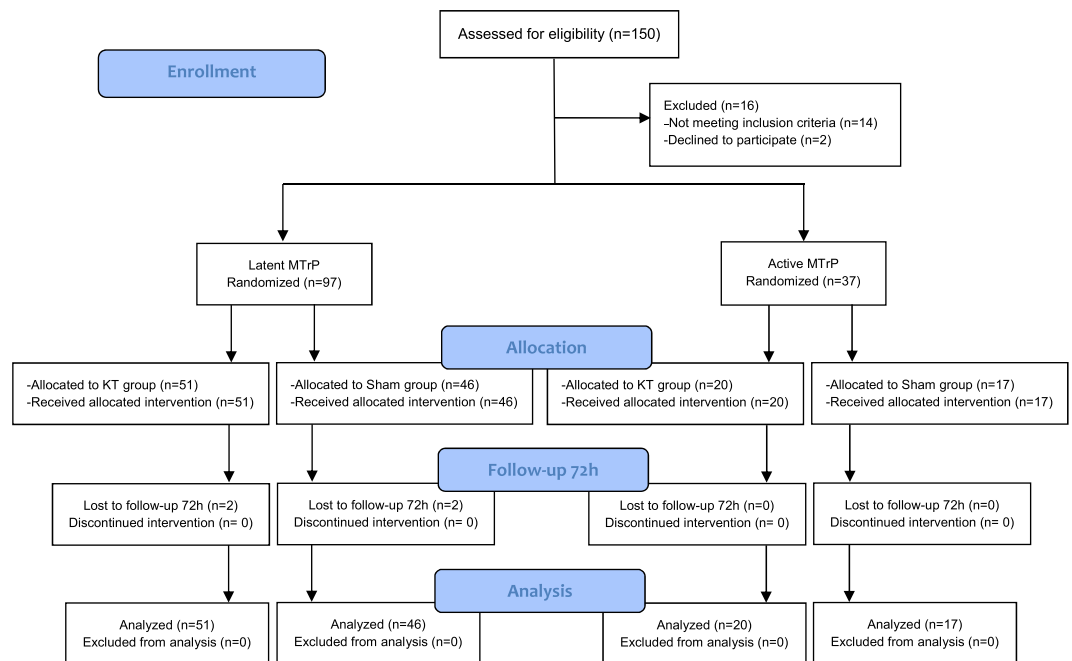 Assessed for eligibility (n=150)
Enrollment
Excluded (n=16)
-Not meeting inclusion criteria (n=14)
-Declined to participate (n=2)
Latent MTrP
Randomized (n=97)
Active MTrP
Randomized (n=37)
Allocation
-Allocated to KT group (n=51)
-Received allocated intervention (n=51)
-Allocated to Sham group (n=46)
-Received allocated intervention (n=46)
-Allocated to KT group (n=20)
-Received allocated intervention (n=20)
-Allocated to Sham group (n=17)
-Received allocated intervention (n=17)
Follow-up 72h
Lost to follow-up 72h (n=2)
Discontinued intervention (n= 0)
Lost to follow-up 72h (n=2)
Discontinued intervention (n= 0)
Lost to follow-up 72h (n=0)
Discontinued intervention (n= 0)
Lost to follow-up 72h (n=0)
Discontinued intervention (n= 0)
Analysis
Analyzed (n=51)
Excluded from analysis (n=0)
Analyzed (n=46)
Excluded from analysis (n=0)
Analyzed (n=20)
Excluded from analysis (n=0)
Analyzed (n=17)
Excluded from analysis (n=0)